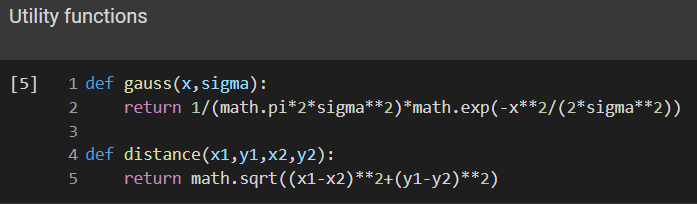 Utility functions
[5] 1 def gauss(x,sigma):
2 return 1/(math.pi*2*sigma**2)*math.exp(-x**2/(2*sigma**2))
3
4 def distance(x1,y1,x2,y2):
5 return math.sqrt((x1-x2)**2+(y1-y2)**2)